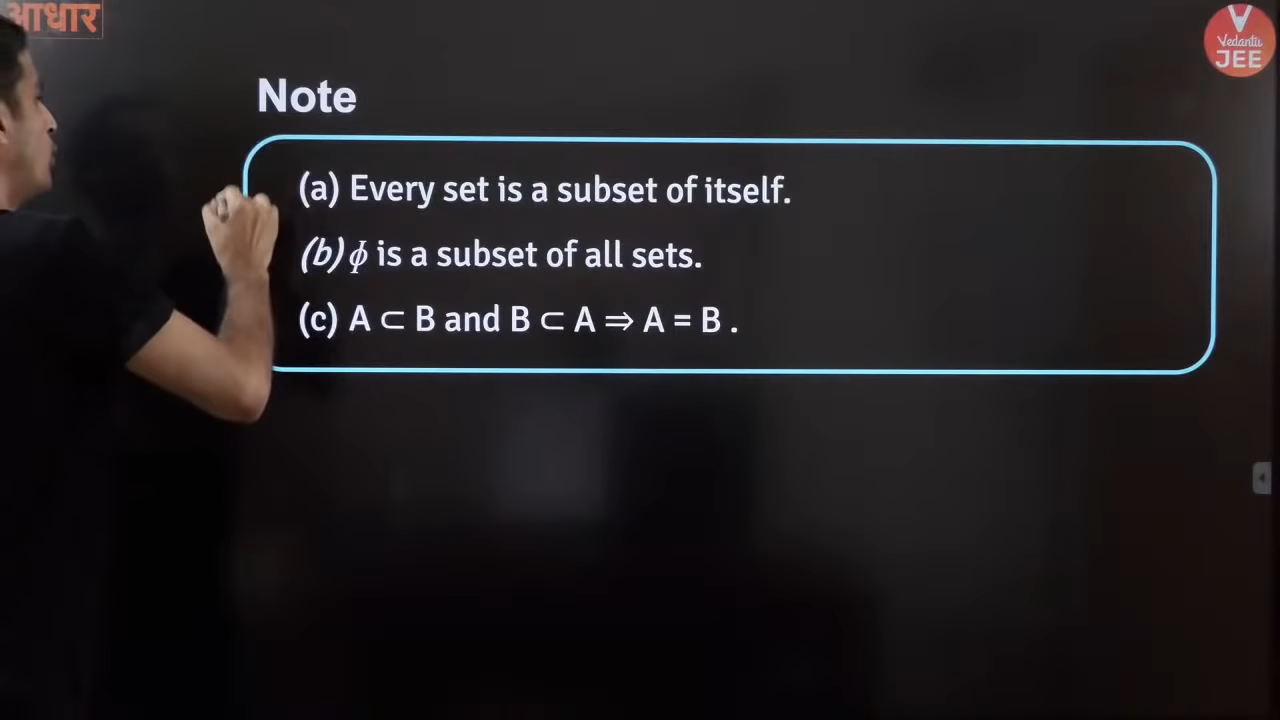 आधार
Vedantu
JEE
Note
(a) Every set is a subset of itself.
(b) ϕ is a subset of all sets.
(c) A ⊂ B and B ⊂ A ⇒ A = B .